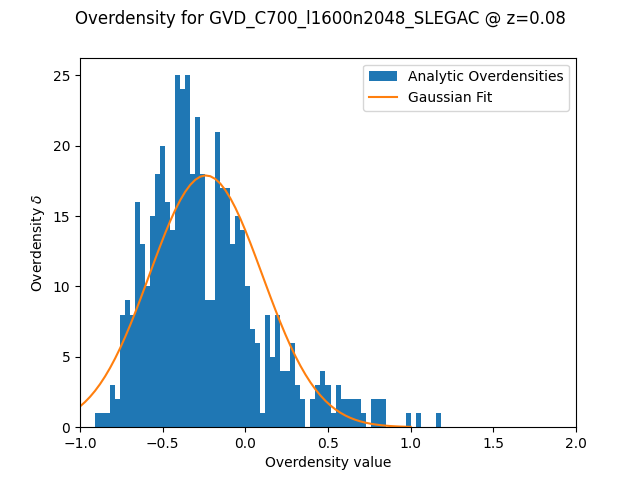 Overdensity for GVD_C700_l1600n2048_SLEGAC @ z=0.08
Analytic Overdensities
Gaussian Fit
Overdensity δ
25
20
15
10
5
0
−1.0 −0.5 0.0 0.5 1.0 1.5 2.0
Overdensity value